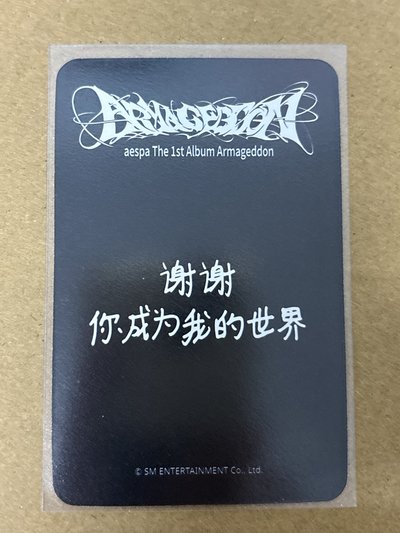 ARMAGEDDON
aespa The 1st Album Armageddon
谢谢
你成为我的世界
© SM ENTERTAINMENT Co., Ltd.